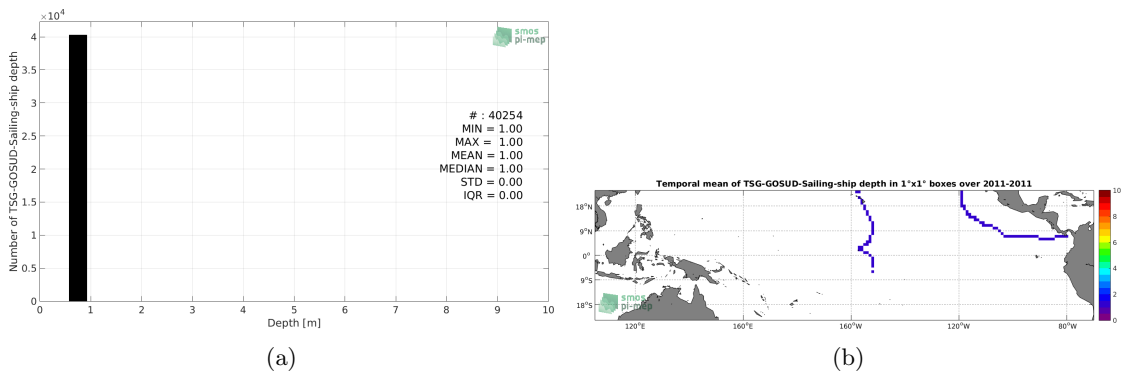 ×10⁴
4
3.5
3
2.5
2
1.5
1
0.5
0
Number of TSG-GOSUD-Sailing-ship depth
smos
pi-mep
# : 40254
MIN = 1.00
MAX = 1.00
MEAN = 1.00
MEDIAN = 1.00
STD = 0.00
IQR = 0.00
0 1 2 3 4 5 6 7 8 9 10
Depth [m]
(a)
Temporal mean of TSG-GOSUD-Sailing-ship depth in 1°x1° boxes over 2011-2011
18°N
9°N
0°
9°S
18°S
smos
pi-mep
120°E 160°E 160°W 120°W 80°W
10
8
6
4
2
0
(b)